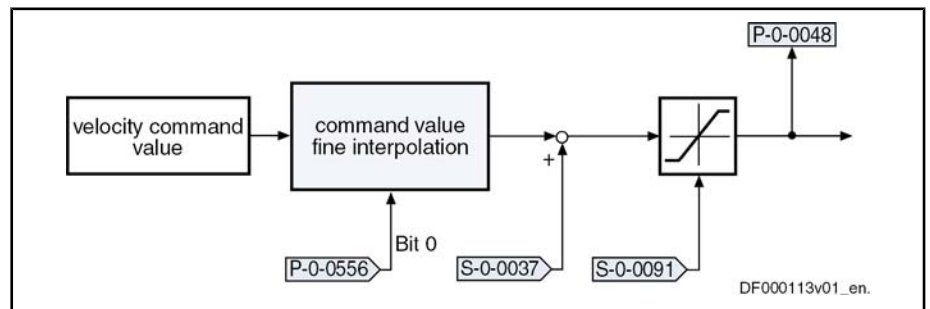 P-0-0048
velocity command
value
command value
fine interpolation
+
Bit 0
P-0-0556
S-0-0037
S-0-0091
DF000113v01_en.